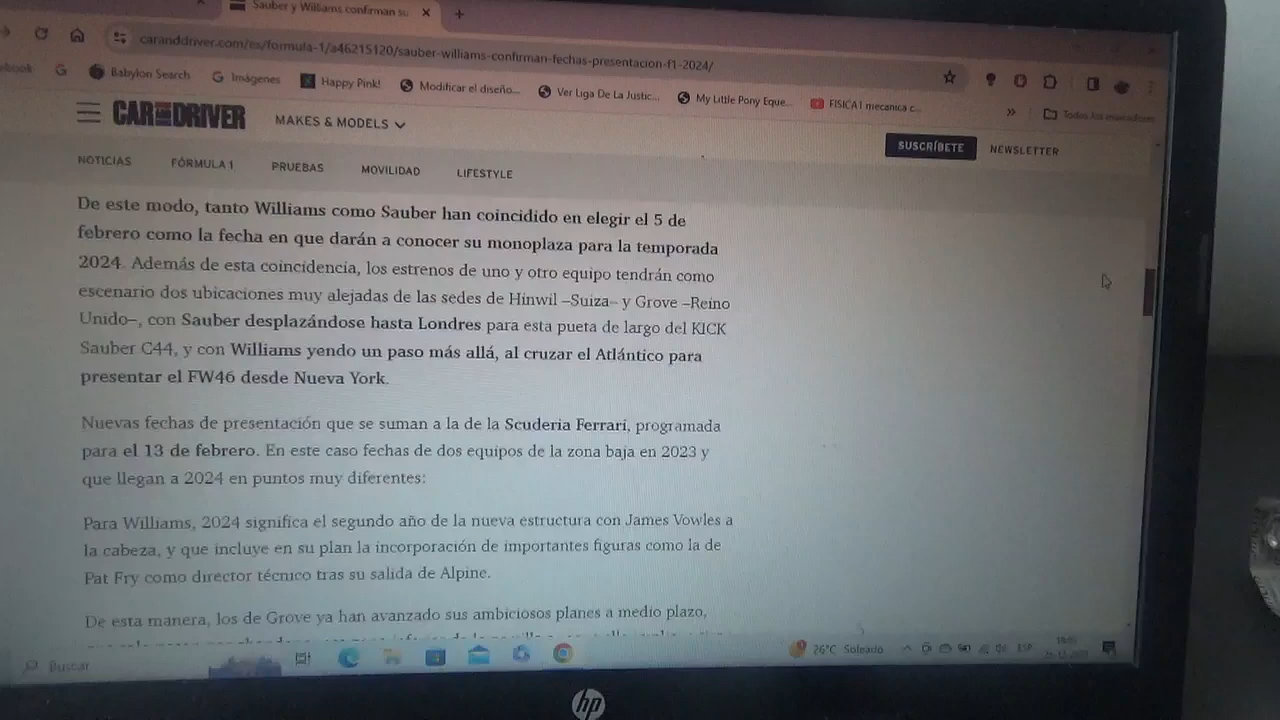 Sauber y Williams confirman su
caranddriver.com/es/formula-1/a46215120/sauber-williams-confirman-fechas-presentacion-f1-2024/
ebook
Babylon Search
Imágenes
Happy Pink!
Modificar el diseño...
Ver Liga De La Justic...
My Little Pony Eque...
FISICA I mecanica c...
»
Todos los marcadores
CAR DRIVER
MAKES & MODELS
SUSCRÍBETE
NEWSLETTER
NOTICIAS
FÓRMULA 1
PRUEBAS
MOVILIDAD
LIFESTYLE
De este modo, tanto Williams como Sauber han coincidido en elegir el 5 de
febrero como la fecha en que darán a conocer su monoplaza para la temporada
2024. Además de esta coincidencia, los estrenos de uno y otro equipo tendrán como
escenario dos ubicaciones muy alejadas de las sedes de Hinwil –Suiza– y Grove –Reino
Unido–, con Sauber desplazándose hasta Londres para esta pueta de largo del KICK
Sauber C44, y con Williams yendo un paso más allá, al cruzar el Atlántico para
presentar el FW46 desde Nueva York.
Nuevas fechas de presentación que se suman a la de la Scuderia Ferrari, programada
para el 13 de febrero. En este caso fechas de dos equipos de la zona baja en 2023 y
que llegan a 2024 en puntos muy diferentes:
Para Williams, 2024 significa el segundo año de la nueva estructura con James Vowles a
la cabeza, y que incluye en su plan la incorporación de importantes figuras como la de
Pat Fry como director técnico tras su salida de Alpine.
De esta manera, los de Grove ya han avanzado sus ambiciosos planes a medio plazo,
Buscar
26°C Soleado
ESP
hp